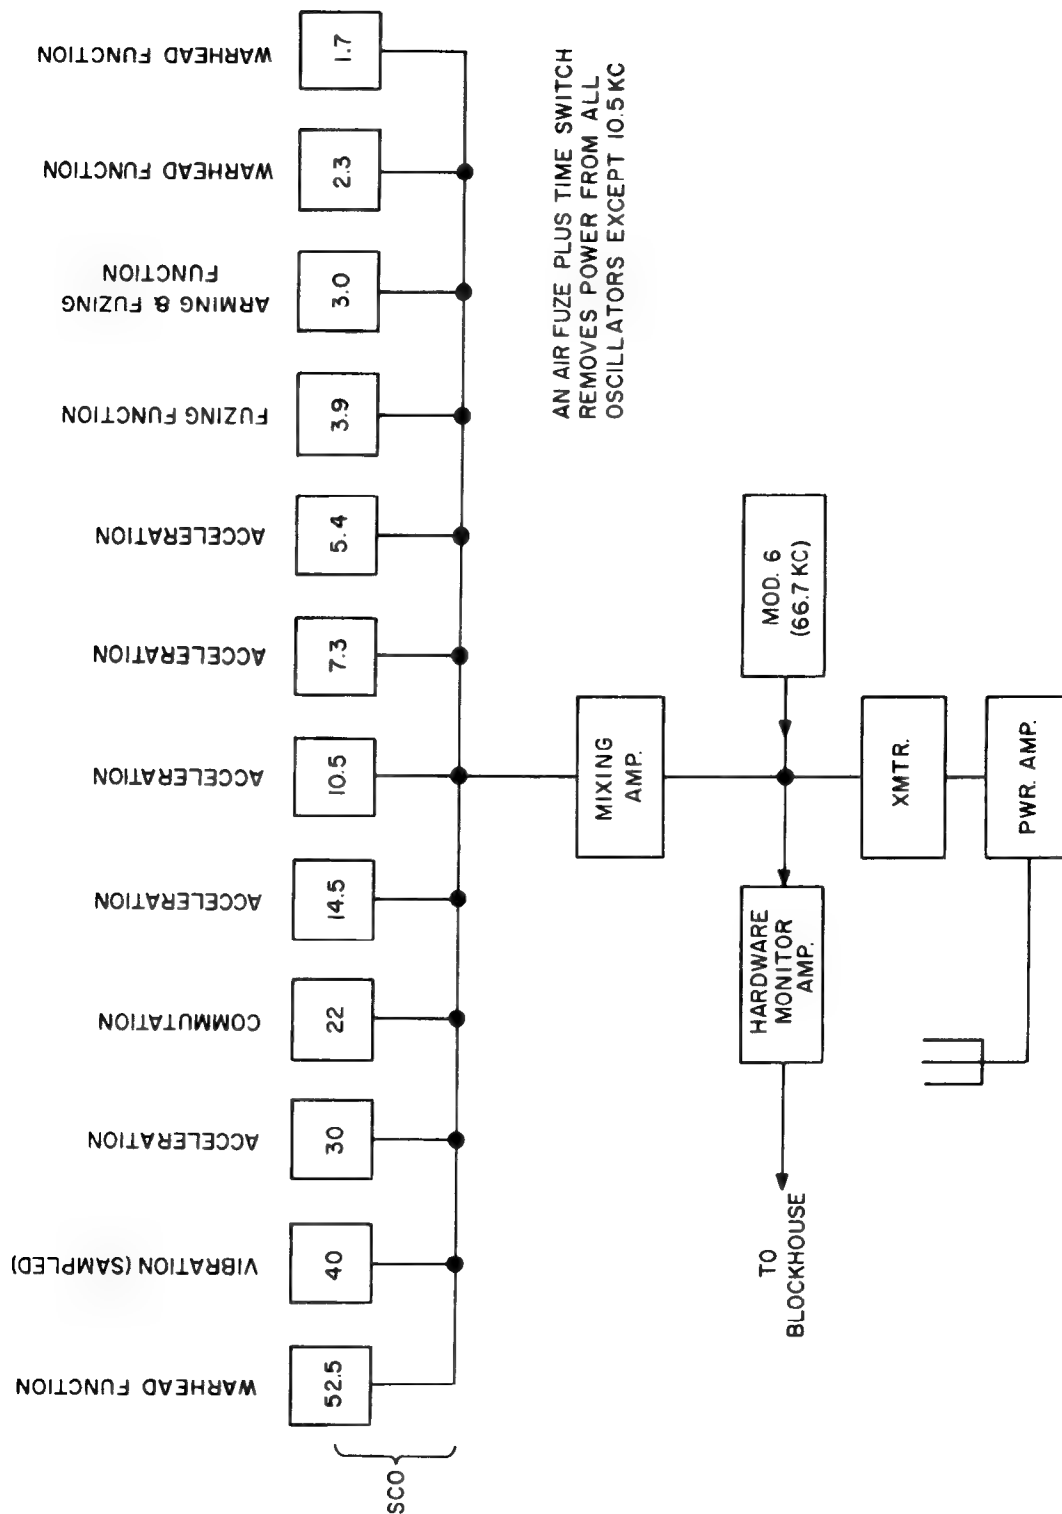 WARHEAD FUNCTION
VIBRATION (SAMPLED)
ACCELERATION
COMMUTATION
ACCELERATION
ACCELERATION
ACCELERATION
ACCELERATION
FUZING FUNCTION
ARMING & FUZING
FUNCTION
WARHEAD FUNCTION
WARHEAD FUNCTION
SCO
52.5
40
30
22
14.5
10.5
7.3
5.4
3.9
3.0
2.3
1.7
AN AIR FUZE PLUS TIME SWITCH
REMOVES POWER FROM ALL
OSCILLATORS EXCEPT 10.5 KC
MIXING
AMP.
TO
BLOCKHOUSE
HARDWARE
MONITOR
AMP.
MOD. 6
(66.7 KC)
XMTR.
PWR. AMP.